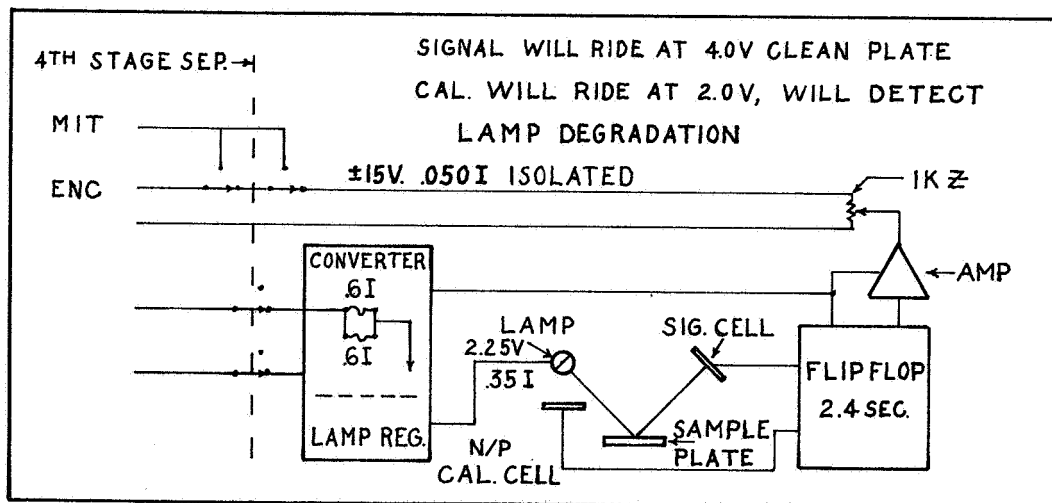 SIGNAL WILL RIDE AT 4.0V CLEAN PLATE
4TH STAGE SEP.
CAL. WILL RIDE AT 2.0V, WILL DETECT
LAMP DEGRADATION
MIT
±15V. .050 I ISOLATED
1K Z
ENC
CONVERTER
.6I
.6I
AMP
LAMP
2.25V
.35 I
SIG. CELL
FLIP FLOP
2.4 SEC.
LAMP REG.
N/P
CAL. CELL
SAMPLE
PLATE